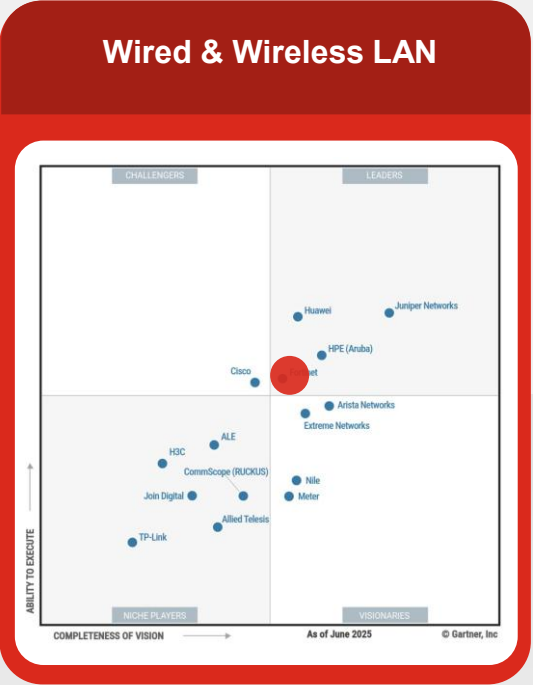 Wired & Wireless LAN
CHALLENGERS
LEADERS
Huawei
Juniper Networks
HPE (Aruba)
Cisco
Arista Networks
Extreme Networks
ALE
H3C
CommScope (RUCKUS)
Nile
Join Digital
Meter
Allied Telesis
TP-Link
ABILITY TO EXECUTE
NICHE PLAYERS
VISIONARIES
COMPLETENESS OF VISION
As of June 2025
© Gartner, Inc